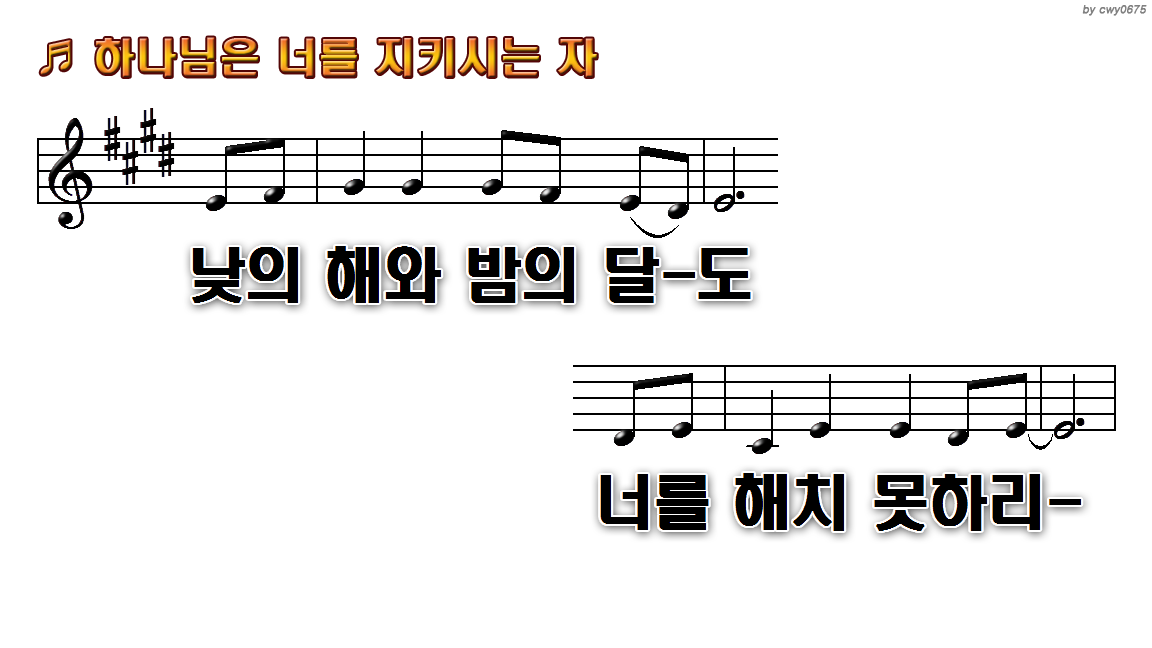 by cwy0675
♬ 하나님은 너를 지키시는 자
낮의 해와 밤의 달-도
너를 해치 못하리-